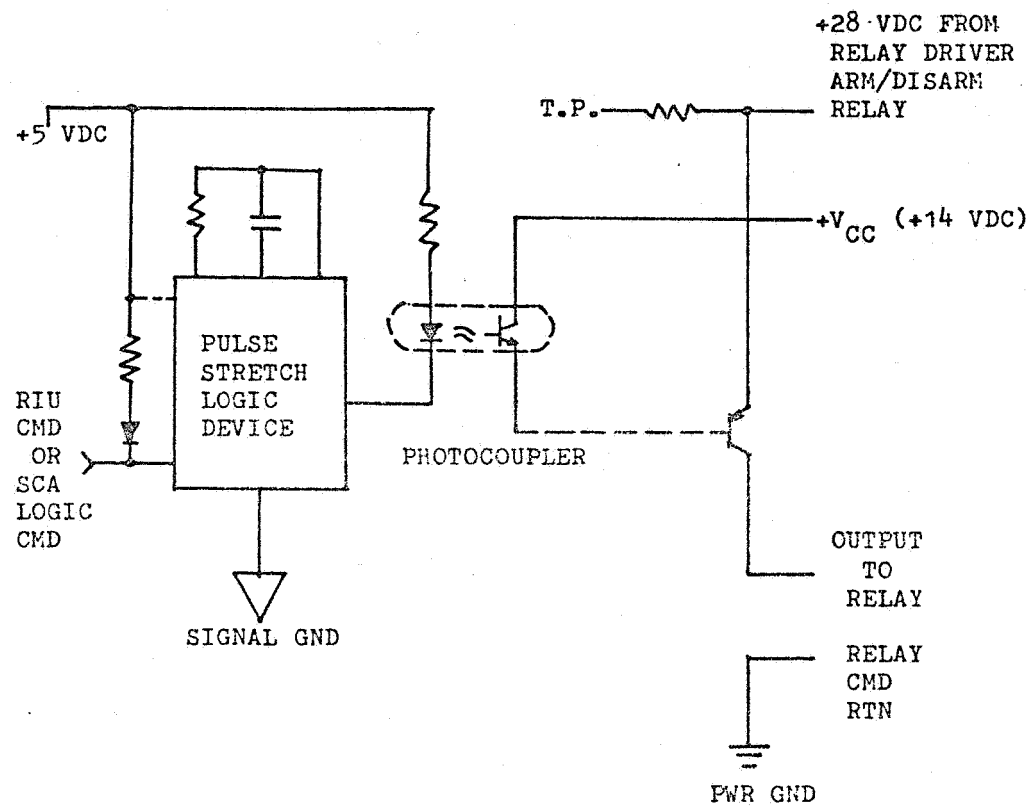 +28 VDC FROM
RELAY DRIVER
ARM/DISARM
RELAY
T.P.
+5 VDC
+VCC (+14 VDC)
PULSE
STRETCH
LOGIC
DEVICE
RIU
CMD
OR
SCA
LOGIC
CMD
PHOTOCOUPLER
OUTPUT
TO
RELAY
SIGNAL GND
RELAY
CMD
RTN
PWR GND